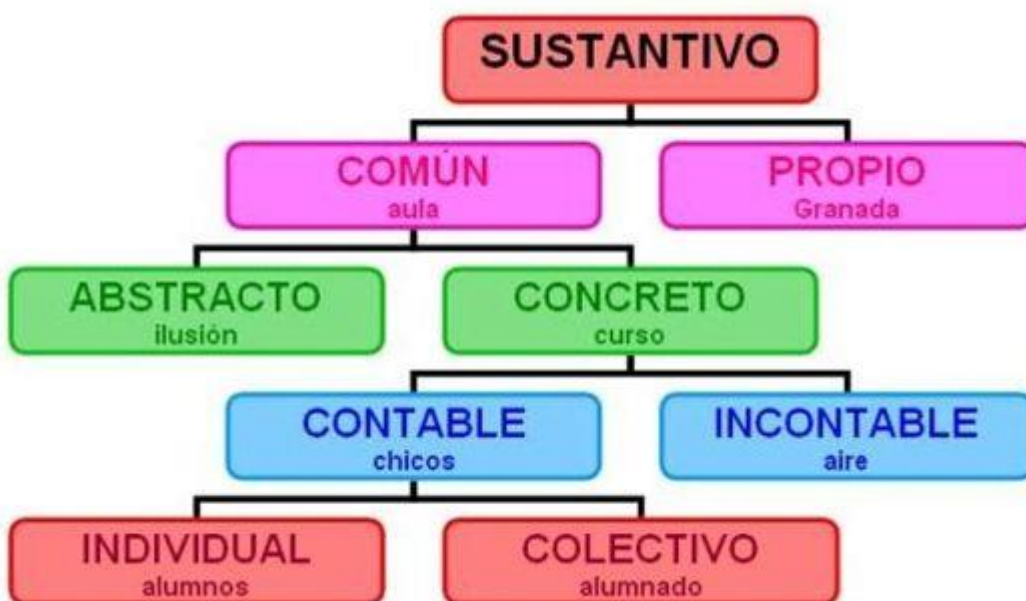 SUSTANTIVO
COMÚN
aula
PROPIO
Granada
ABSTRACTO
ilusión
CONCRETO
curso
CONTABLE
chicos
INCONTABLE
aire
INDIVIDUAL
alumnos
COLECTIVO
alumnado